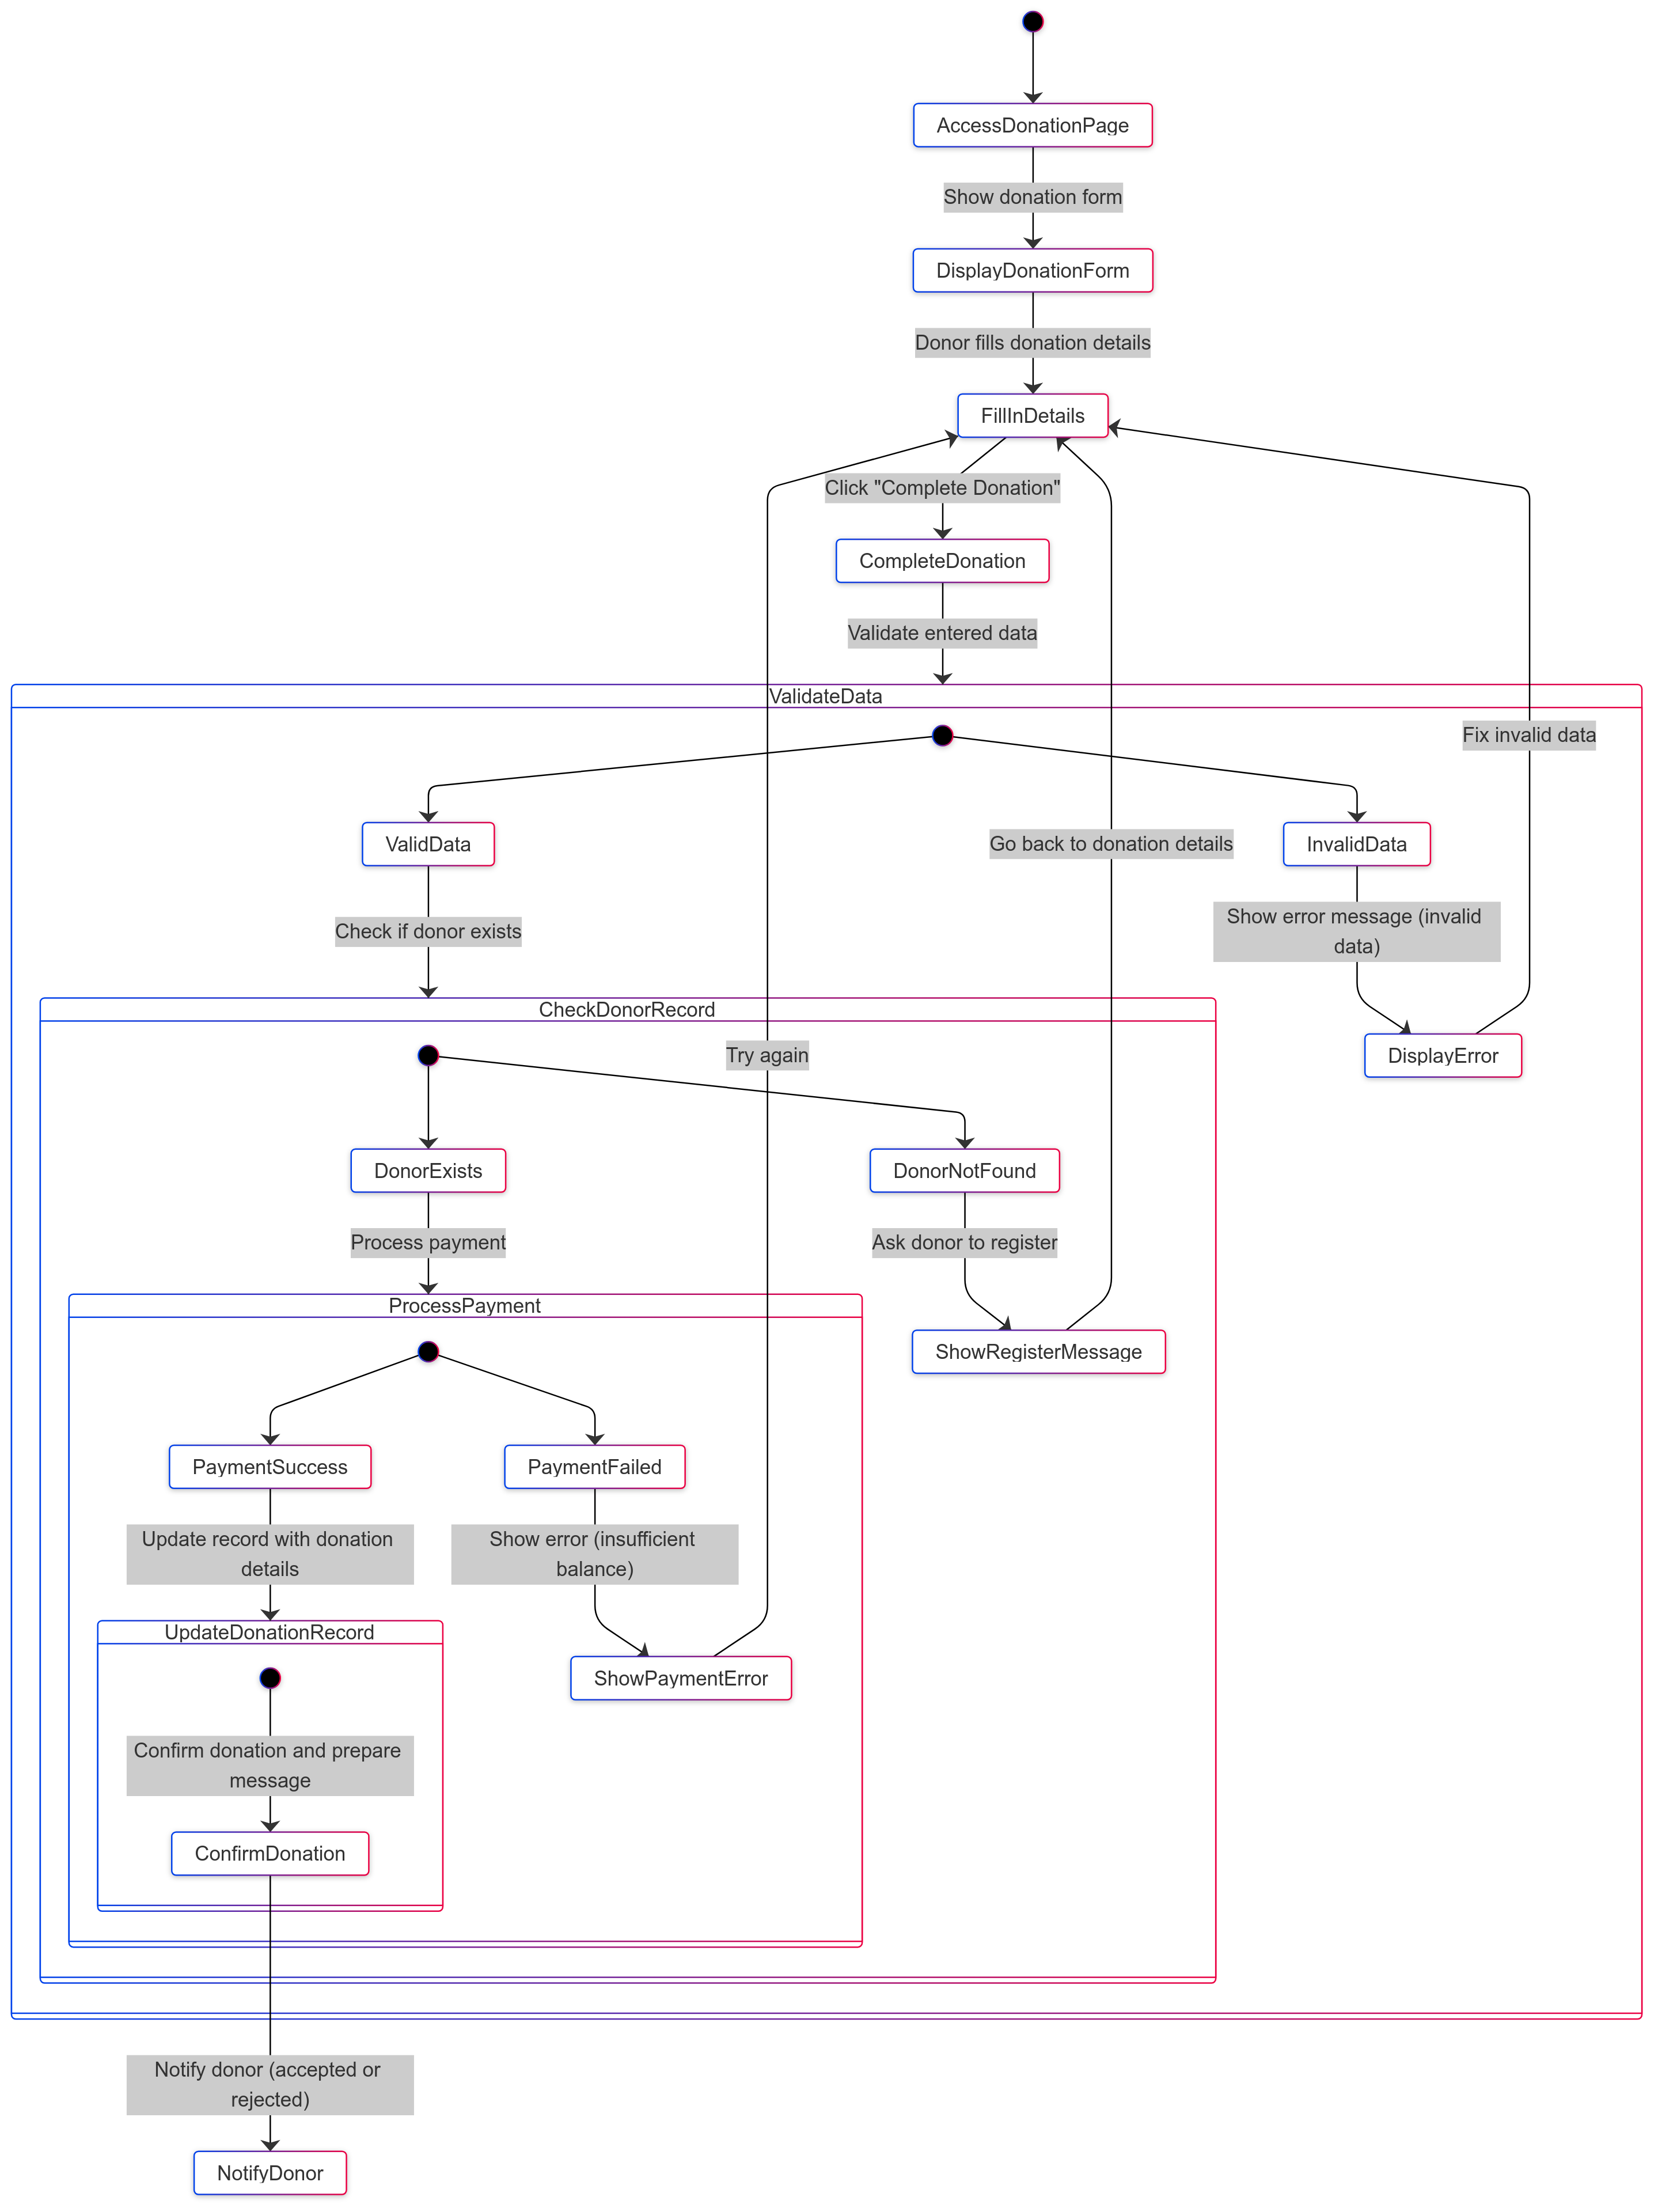 AccessDonationPage
Show donation form
DisplayDonationForm
Donor fills donation details
FillInDetails
Click "Complete Donation"
CompleteDonation
Validate entered data
ValidateData
Fix invalid data
ValidData
Go back to donation details
InvalidData
Check if donor exists
Show error message (invalid
data)
CheckDonorRecord
Try again
DisplayError
DonorExists
DonorNotFound
Process payment
Ask donor to register
ProcessPayment
ShowRegisterMessage
PaymentSuccess
PaymentFailed
Update record with donation
details
Show error (insufficient
balance)
UpdateDonationRecord
ShowPaymentError
Confirm donation and prepare
message
ConfirmDonation
Notify donor (accepted or
rejected)
NotifyDonor